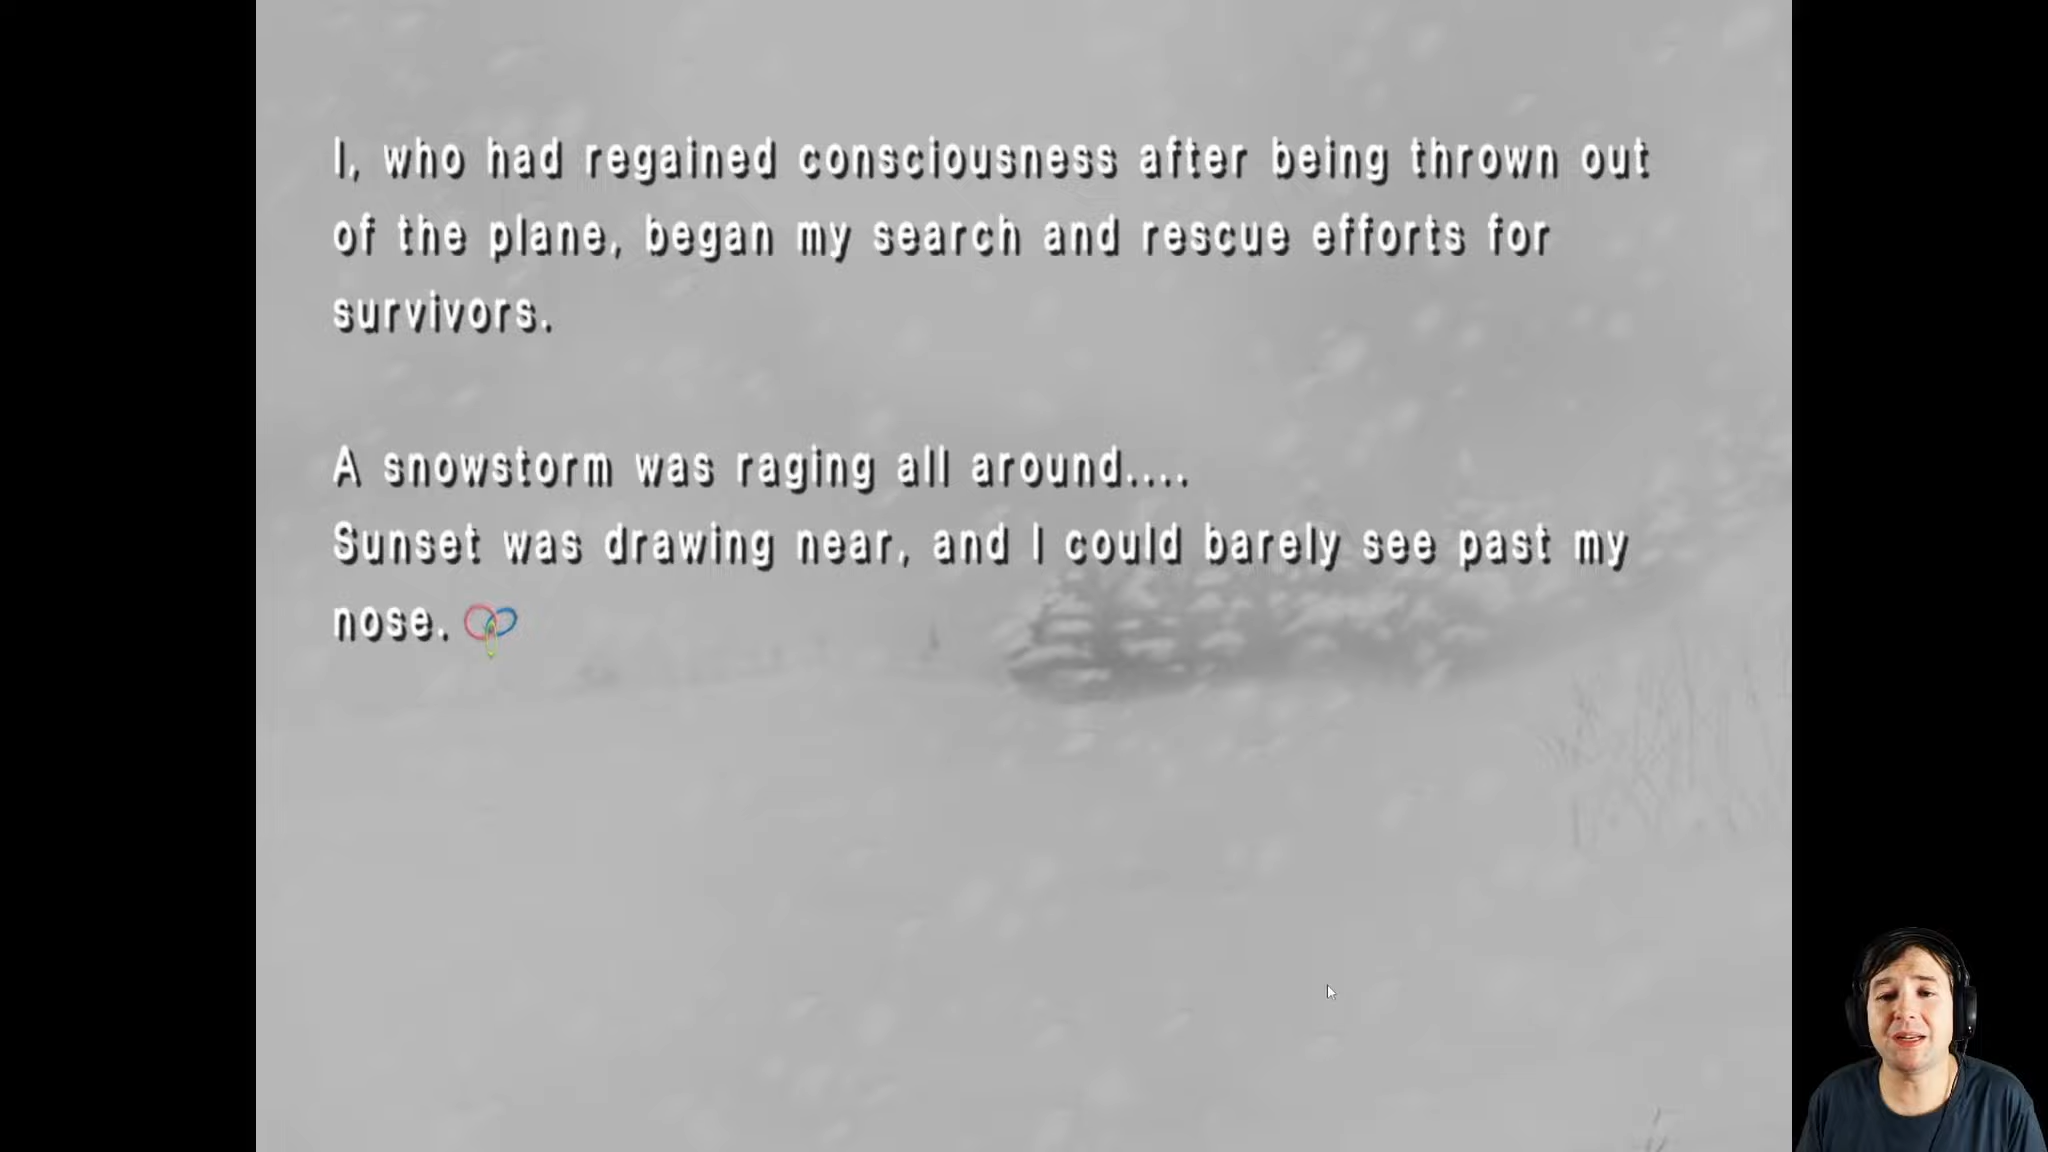 I, who had regained consciousness after being thrown out
of the plane, began my search and rescue efforts for
survivors.
A snowstorm was raging all around....
Sunset was drawing near, and I could barely see past my
nose.